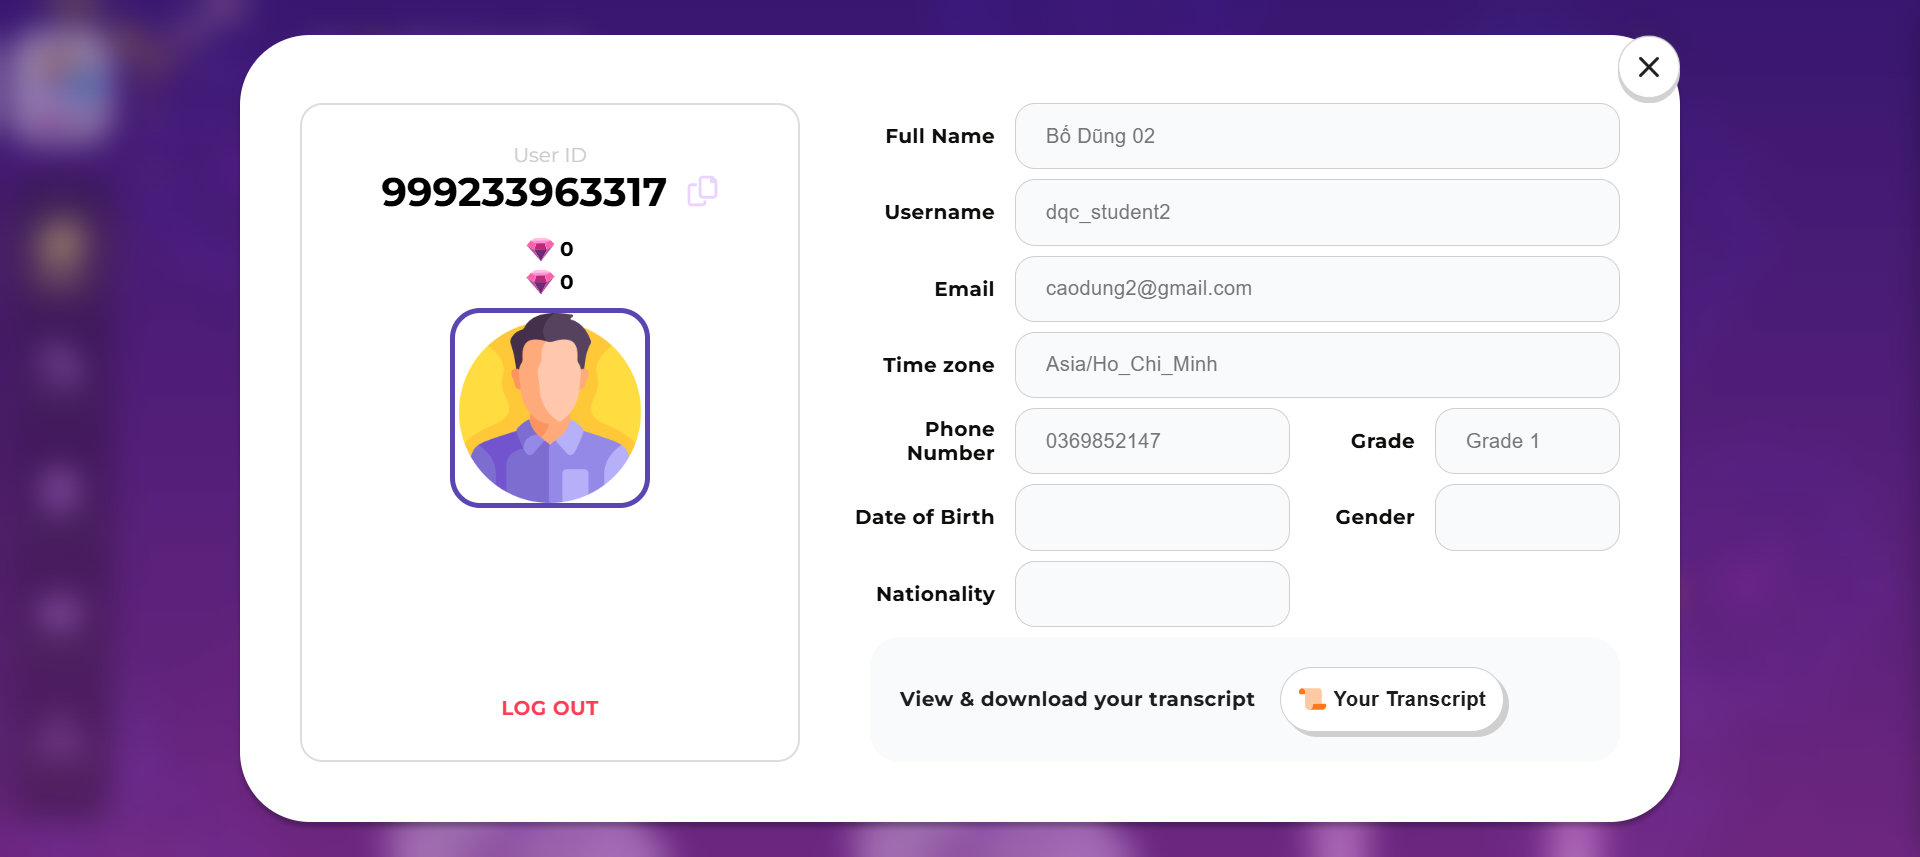 User ID
999233963317
0
0
LOG OUT
Full Name
Bố Dũng 02
Username
dqc_student2
Email
caodung2@gmail.com
Time zone
Asia/Ho_Chi_Minh
Phone
Number
0369852147
Grade
Grade 1
Date of Birth
Gender
Nationality
View & download your transcript
Your Transcript